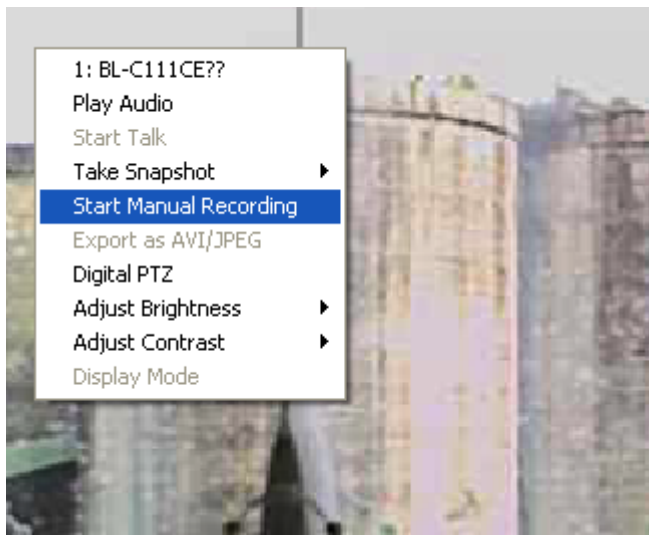 1: BL-C111CE??
Play Audio
Start Talk
Take Snapshot
Start Manual Recording
Export as AVI/JPEG
Digital PTZ
Adjust Brightness
Adjust Contrast
Display Mode